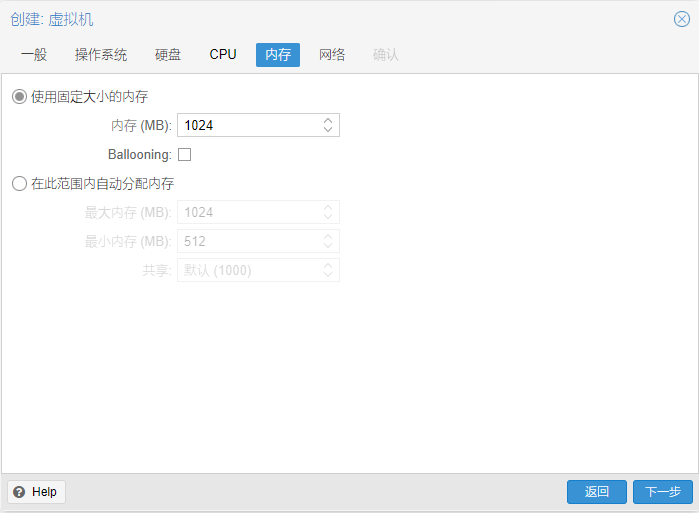 创建: 虚拟机
一般 操作系统 硬盘 CPU 内存 网络 确认
使用固定大小的内存
内存 (MB): 1024
Ballooning:
在此范围内自动分配内存
最大内存 (MB): 1024
最小内存 (MB): 512
共享: 默认 (1000)
Help 返回 下一步